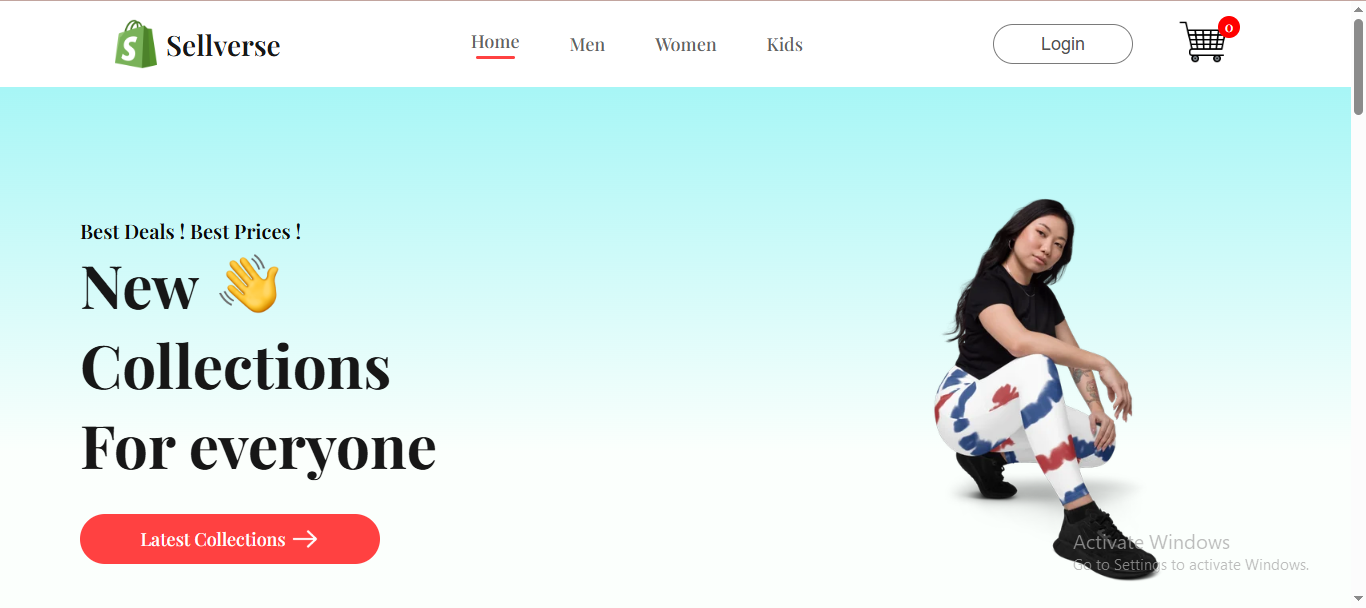 S Sellverse
Home Men Women Kids
Login
0
Best Deals ! Best Prices !
New 👋
Collections
For everyone
Latest Collections →
Activate Windows
Go to Settings to activate Windows.